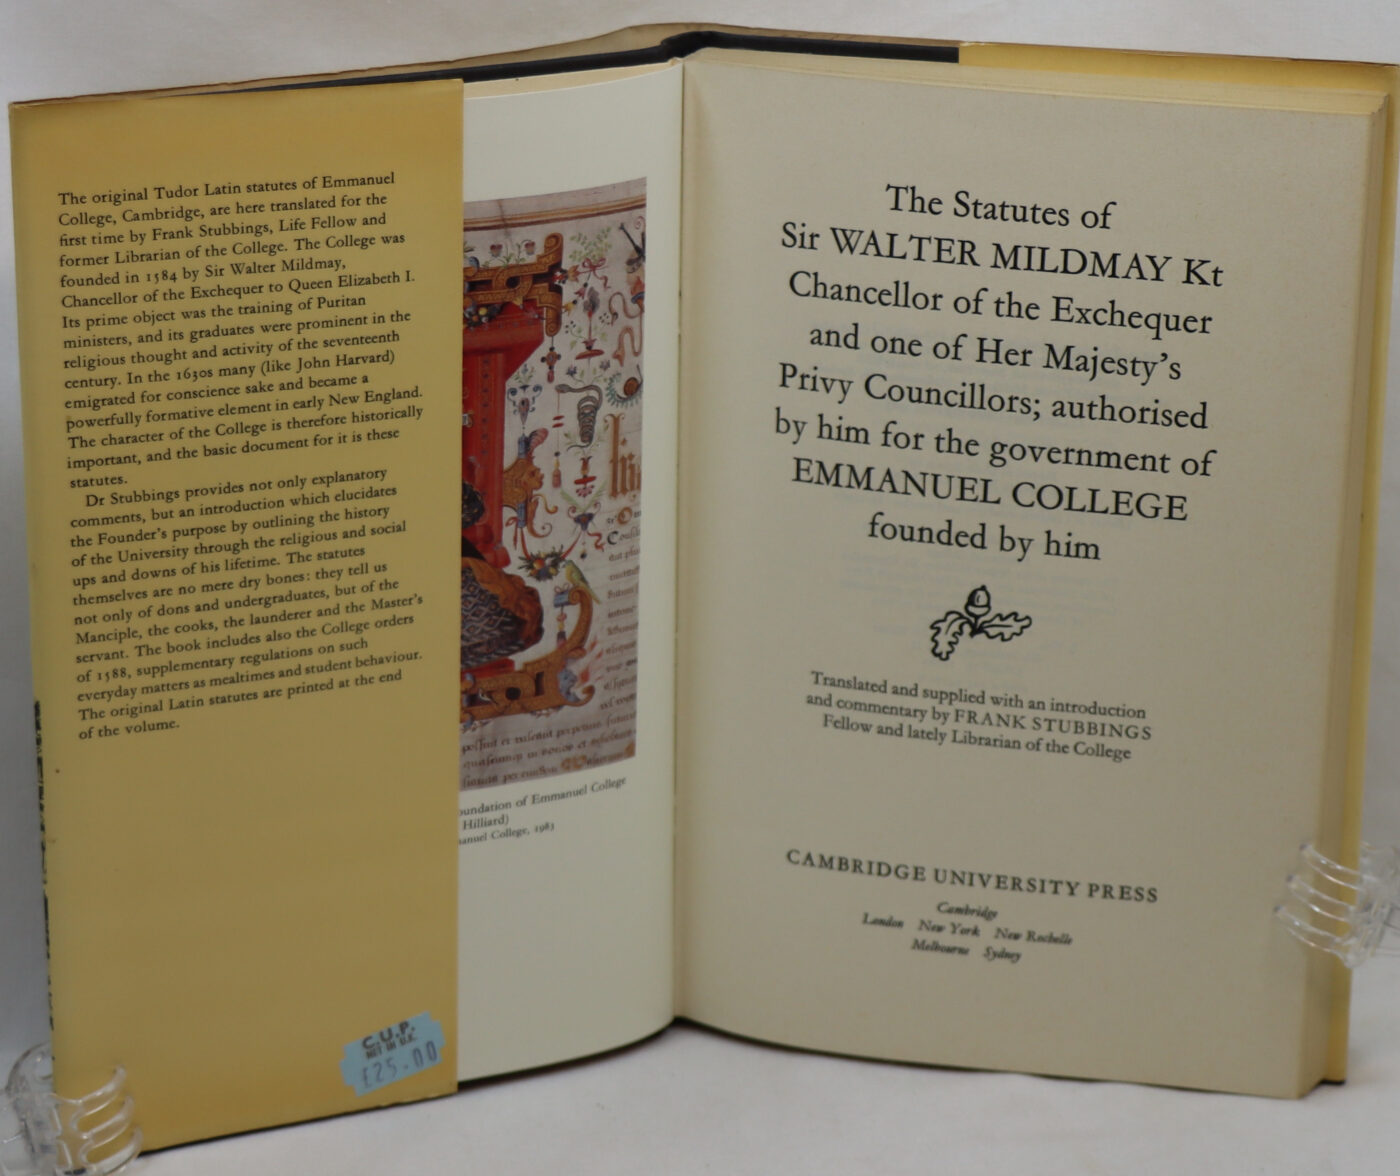 The original Tudor Latin statutes of Emmanuel
College, Cambridge, are here translated for the
first time by Frank Stubbings, Life Fellow and
former Librarian of the College. The College was
founded in 1584 by Sir Walter Mildmay,
Chancellor of the Exchequer to Queen Elizabeth I.
Its prime object was the training of Puritan
ministers, and its graduates were prominent in the
religious thought and activity of the seventeenth
century. In the 1630s many (like John Harvard)
emigrated for conscience sake and became a
powerfully formative element in early New England.
The character of the College is therefore historically
important, and the basic document for it is these
statutes.
Dr Stubbings provides not only explanatory
comments, but an introduction which elucidates
the Founder's purpose by outlining the history
of the University through the religious and social
ups and downs of his lifetime. The statutes
themselves are no mere dry bones: they tell us
not only of dons and undergraduates, but of the
Manciple, the cooks, the launderer and the Master's
servant. The book includes also the College orders
of 1588, supplementary regulations on such
everyday matters as mealtimes and student behaviour.
The original Latin statutes are printed at the end
of the volume.
C.U.P.
NET IN U.K.
£25.00
oundation of Emmanuel College
Hilliard)
anuel College, 1983
The Statutes of
Sir WALTER MILDMAY Kt
Chancellor of the Exchequer
and one of Her Majesty's
Privy Councillors; authorised
by him for the government of
EMMANUEL COLLEGE
founded by him
Translated and supplied with an introduction
and commentary by FRANK STUBBINGS
Fellow and lately Librarian of the College
CAMBRIDGE UNIVERSITY PRESS
Cambridge
London New York New Rochelle
Melbourne Sydney